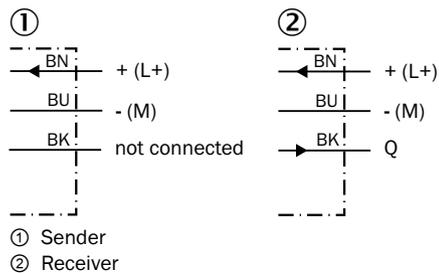 ① ②
BN + (L+) BN + (L+)
BU - (M) BU - (M)
BK not connected BK Q
① Sender
② Receiver